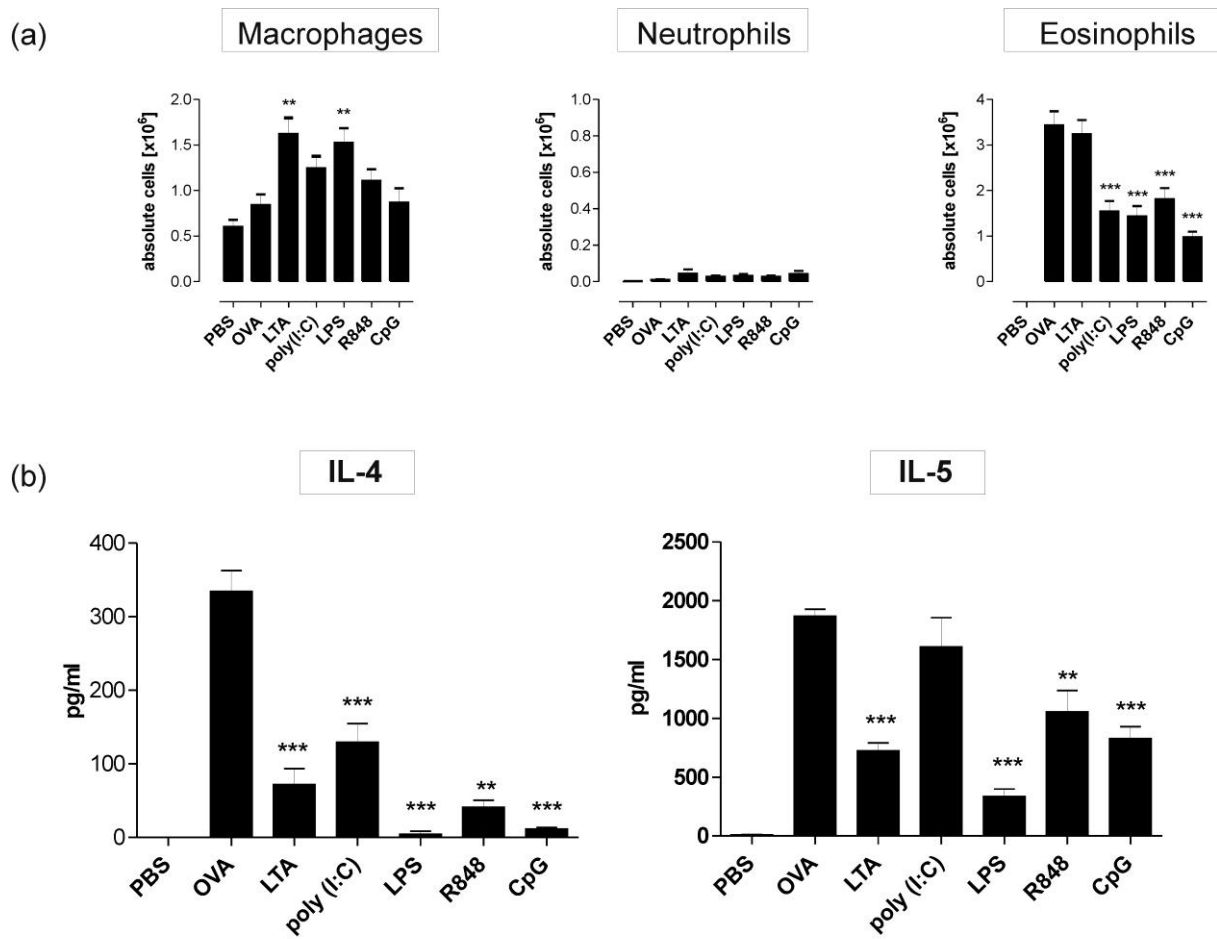 (a)
Macrophages
Neutrophils
Eosinophils
absolute cells [x10⁶]
2.0
1.5
1.0
0.5
0.0
**
**
PBS
OVA
LTA
poly(I:C)
LPS
R848
CpG
absolute cells [x10⁶]
1.0
0.8
0.6
0.4
0.2
0.0
PBS
OVA
LTA
poly(I:C)
LPS
R848
CpG
absolute cells [x10⁶]
4
3
2
1
0
***
***
***
***
PBS
OVA
LTA
poly(I:C)
LPS
R848
CpG
(b)
IL-4
IL-5
pg/ml
400
300
200
100
0
***
***
***
**
***
PBS
OVA
LTA
poly (I:C)
LPS
R848
CpG
pg/ml
2500
2000
1500
1000
500
0
***
***
**
***
PBS
OVA
LTA
poly (I:C)
LPS
R848
CpG